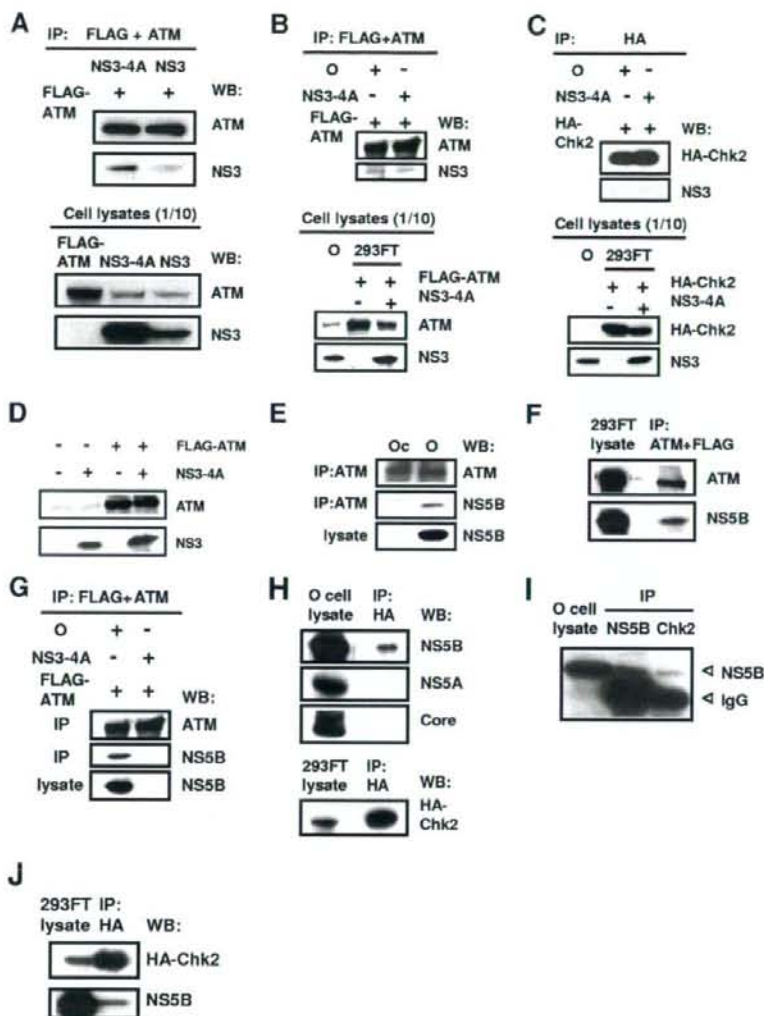 A
IP: FLAG + ATM
NS3-4A NS3
FLAG-ATM + + WB:
ATM
NS3
Cell lysates (1/10)
FLAG-ATM NS3-4A NS3 WB:
ATM
NS3
B
IP: FLAG+ATM
O + -
NS3-4A - +
FLAG-ATM + + WB:
ATM
NS3
Cell lysates (1/10)
O 293FT
+ + FLAG-ATM
- + NS3-4A
ATM
NS3
C
IP: HA
O + -
NS3-4A - +
HA-Chk2 + + WB:
HA-Chk2
NS3
Cell lysates (1/10)
O 293FT
+ + HA-Chk2
- + NS3-4A
HA-Chk2
NS3
D
- - + + FLAG-ATM
- + - + NS3-4A
ATM
NS3
E
Oc O WB:
IP:ATM ATM
IP:ATM NS5B
lysate NS5B
F
293FT IP:
lysate ATM+FLAG
ATM
NS5B
G
IP: FLAG+ATM
O + -
NS3-4A - +
FLAG-ATM + + WB:
IP ATM
IP NS5B
lysate NS5B
H
O cell IP:
lysate HA WB:
NS5B
NS5A
Core
293FT IP:
lysate HA WB:
HA-Chk2
I
O cell IP
lysate NS5B Chk2
NS5B
IgG
J
293FT IP:
lysate HA WB:
HA-Chk2
NS5B